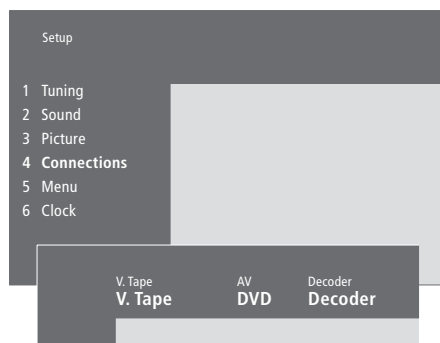 Setup
1 Tuning
2 Sound
3 Picture
4 Connections
5 Menu
6 Clock
V. Tape AV Decoder
V. Tape DVD Decoder